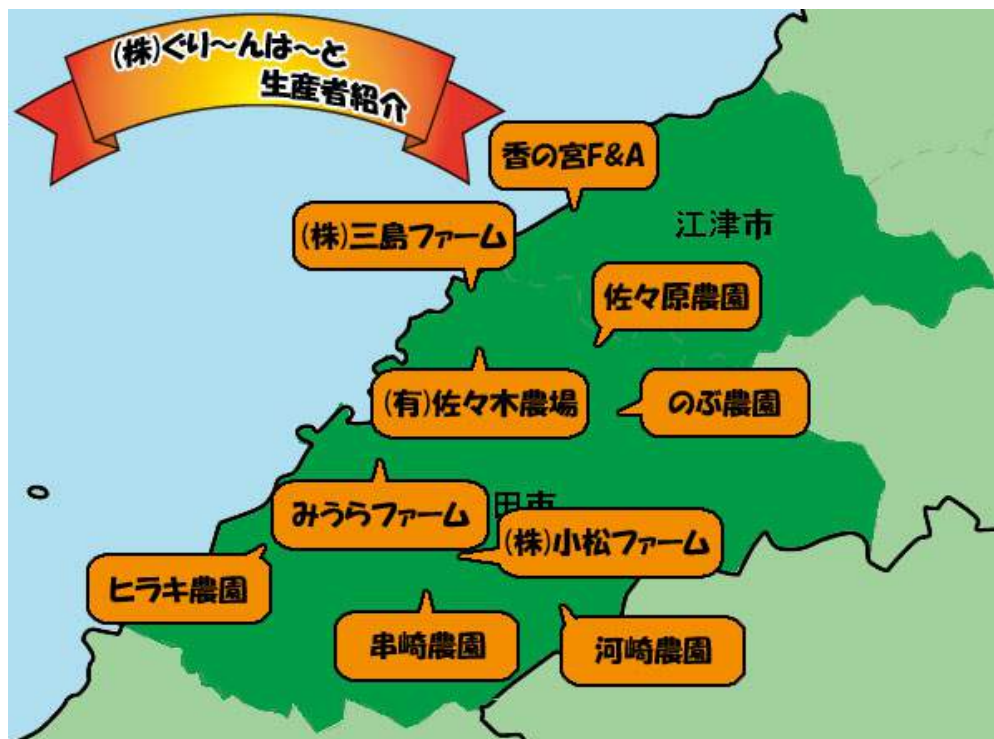 (株)ぐり～んは～と
生産者紹介
香の宮F&A
江津市
(株)三島ファーム
佐々原農園
(有)佐々木農場
のぶ農園
みうらファーム
田市
(株)小松ファーム
ヒラキ農園
串崎農園
河崎農園